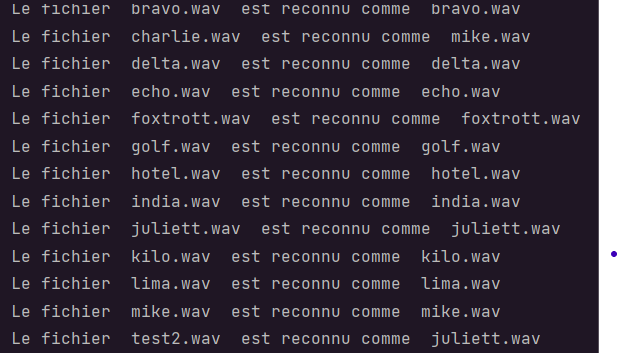 Le fichier  bravo.wav  est reconnu comme  bravo.wav
Le fichier  charlie.wav  est reconnu comme  mike.wav
Le fichier  delta.wav  est reconnu comme  delta.wav
Le fichier  echo.wav  est reconnu comme  echo.wav
Le fichier  foxtrott.wav  est reconnu comme  foxtrott.wav
Le fichier  golf.wav  est reconnu comme  golf.wav
Le fichier  hotel.wav  est reconnu comme  hotel.wav
Le fichier  india.wav  est reconnu comme  india.wav
Le fichier  juliett.wav  est reconnu comme  juliett.wav
Le fichier  kilo.wav  est reconnu comme  kilo.wav
Le fichier  lima.wav  est reconnu comme  lima.wav
Le fichier  mike.wav  est reconnu comme  mike.wav
Le fichier  test2.wav  est reconnu comme  juliett.wav